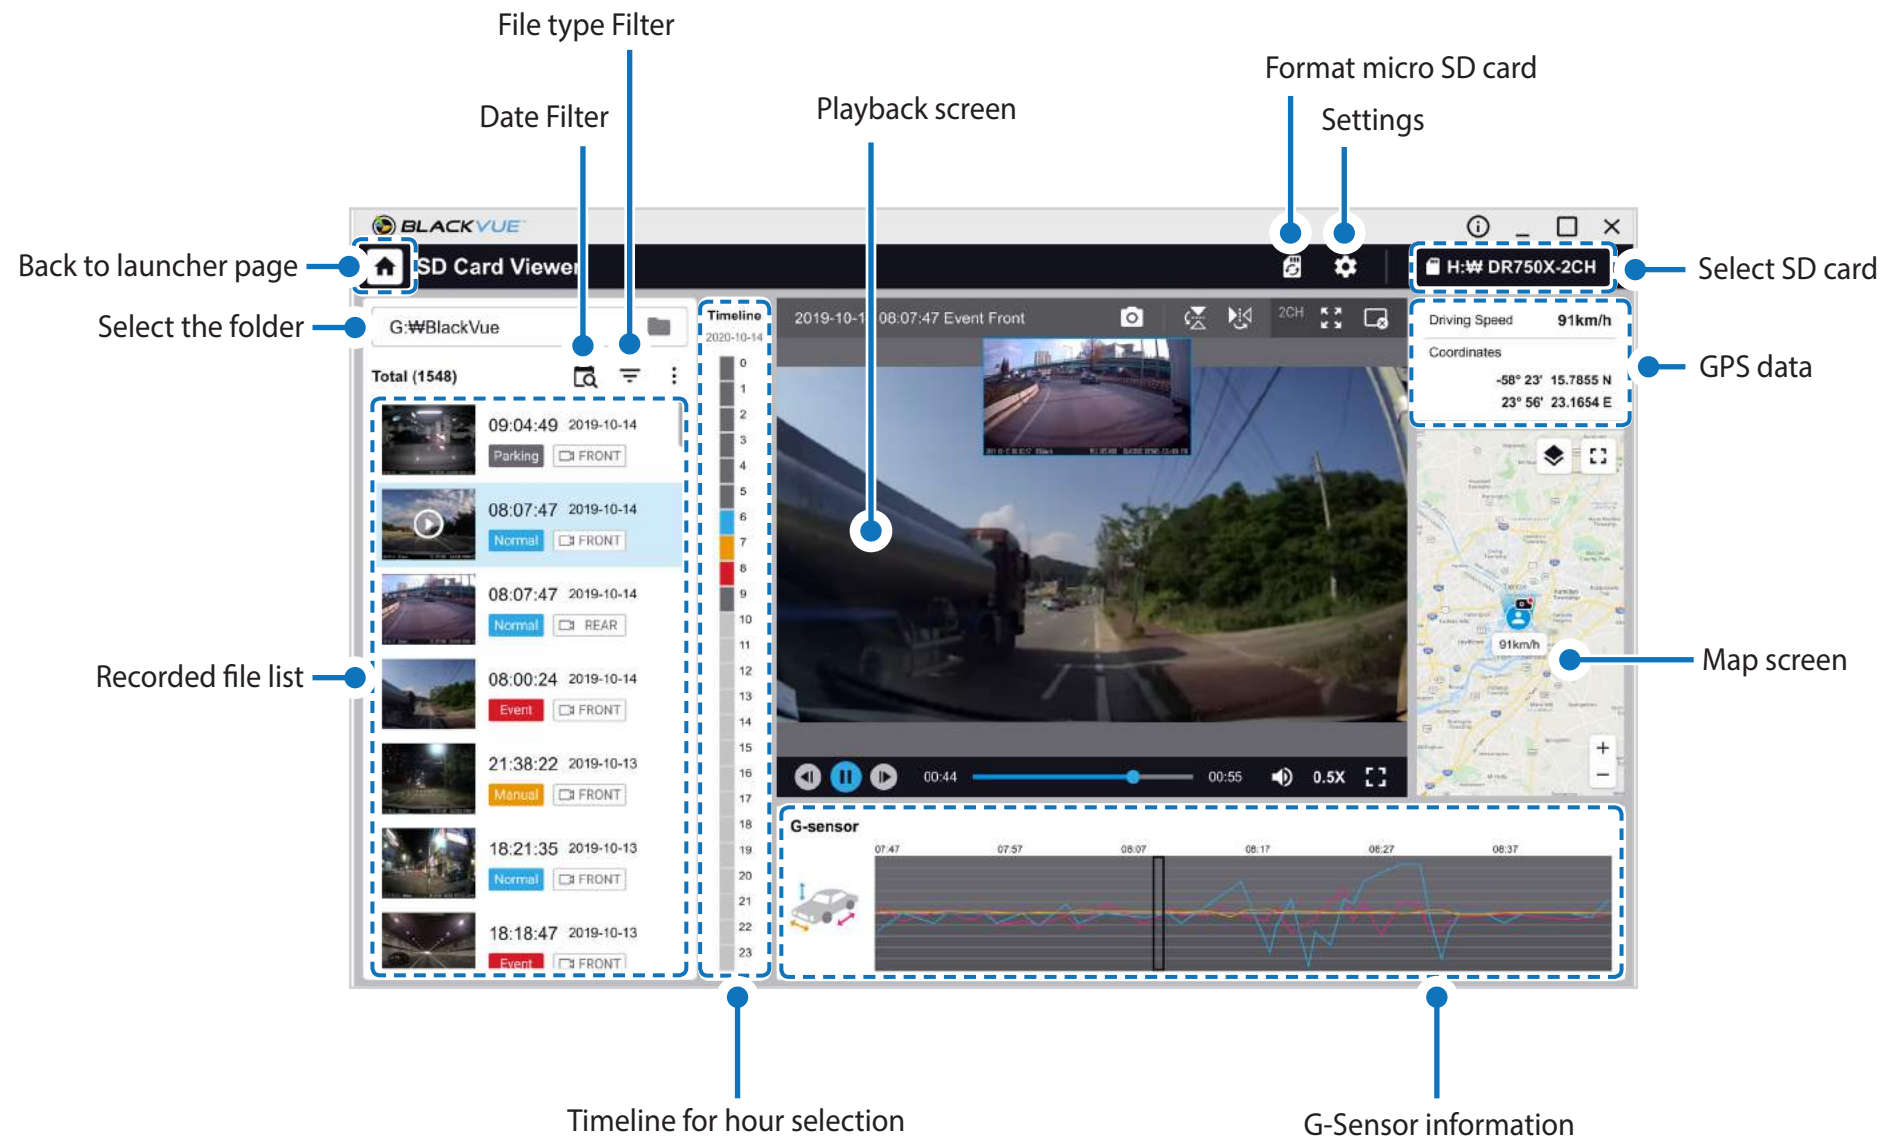 File type Filter
Format micro SD card
Date Filter
Playback screen
Settings
BLACKVUE
Back to launcher page
SD Card Viewer
H:₩ DR750X-2CH
Select SD card
Select the folder
G:₩BlackVue
Total (1548)
09:04:49 2019-10-14
Parking FRONT
08:07:47 2019-10-14
Normal FRONT
08:07:47 2019-10-14
Normal REAR
Recorded file list
08:00:24 2019-10-14
Event FRONT
21:38:22 2019-10-13
Manual FRONT
18:21:35 2019-10-13
Normal FRONT
18:18:47 2019-10-13
Event FRONT
Timeline
2020-10-14
0
1
2
3
4
5
6
7
8
9
10
11
12
13
14
15
16
17
18
19
20
21
22
23
2019-10-1 08:07:47 Event Front
2CH
00:44
00:55
0.5X
Driving Speed 91km/h
Coordinates
-58° 23' 15.7855 N
23° 56' 23.1654 E
GPS data
91km/h
Map screen
+
−
G-sensor
07:47 07:57 08:07 08:17 08:27 08:37
Timeline for hour selection
G-Sensor information